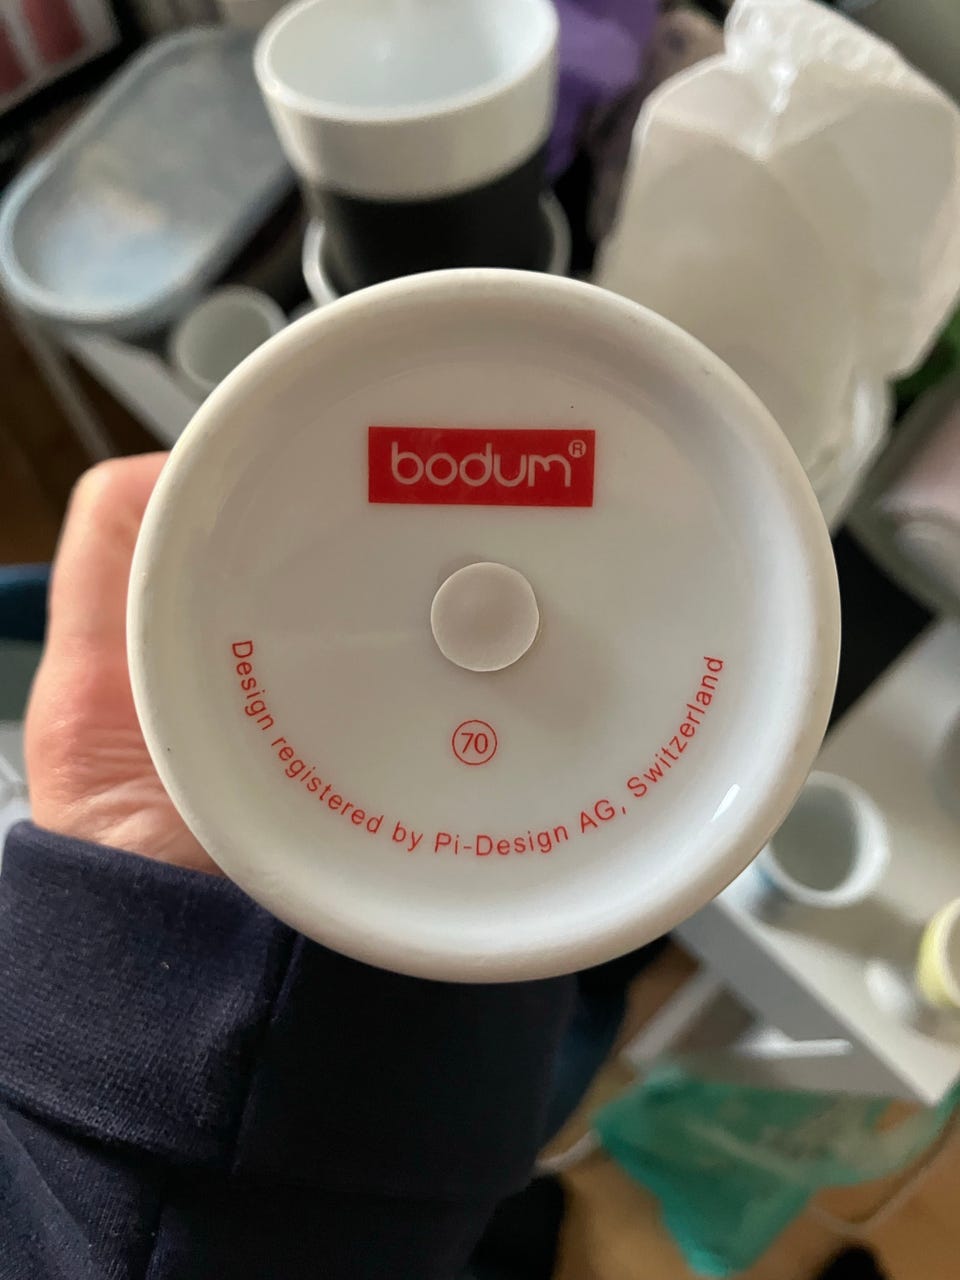 bodum®
70
Design registered by Pi-Design AG, Switzerland